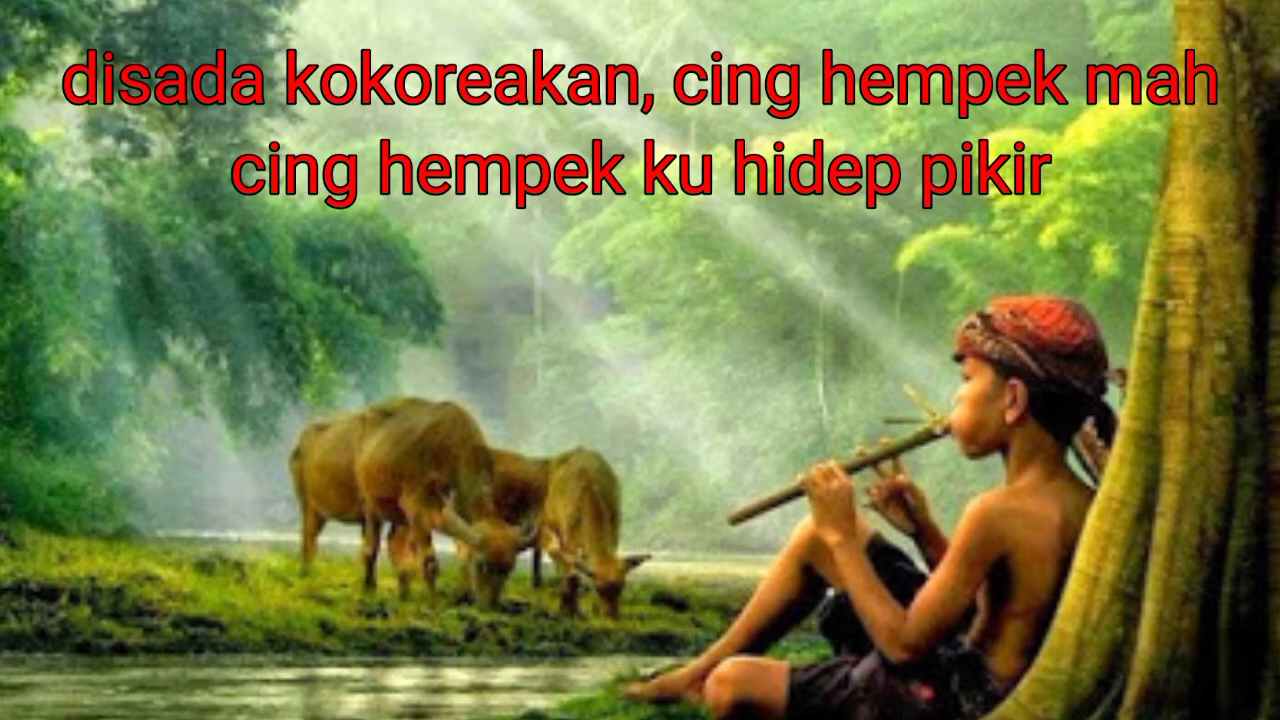 disada kokoreakan, cing hempek mah
cing hempek ku hidep pikir